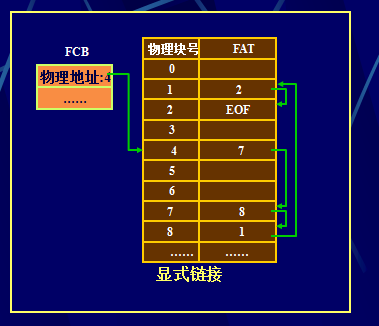 FCB
物理地址:4
......
物理块号 FAT
0
1 2
2 EOF
3
4 7
5
6
7 8
8 1
...... ......
显式链接